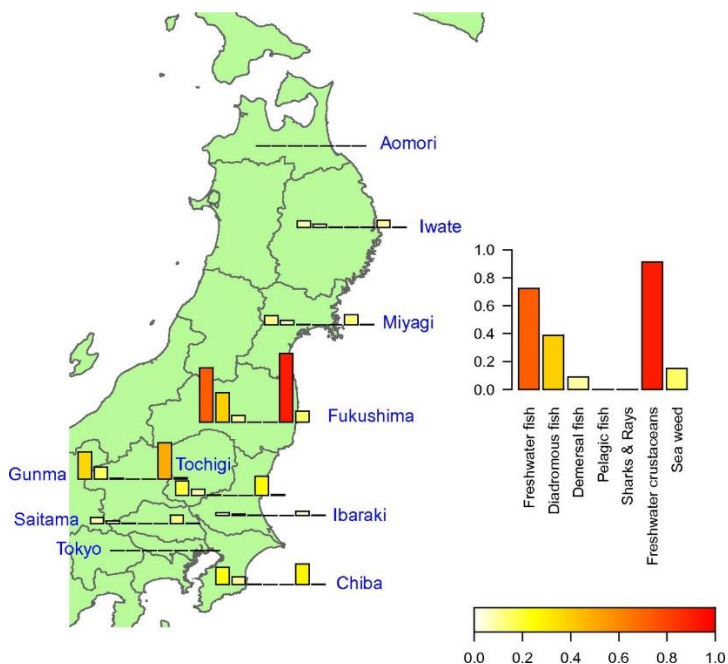 Aomori
Iwate
Miyagi
Fukushima
Gunma
Tochigi
Saitama
Ibaraki
Tokyo
Chiba
1.0
0.8
0.6
0.4
0.2
0.0
Freshwater fish
Diadromous fish
Demersal fish
Pelagic fish
Sharks & Rays
Freshwater crustaceans
Sea weed
0.0 0.2 0.4 0.6 0.8 1.0